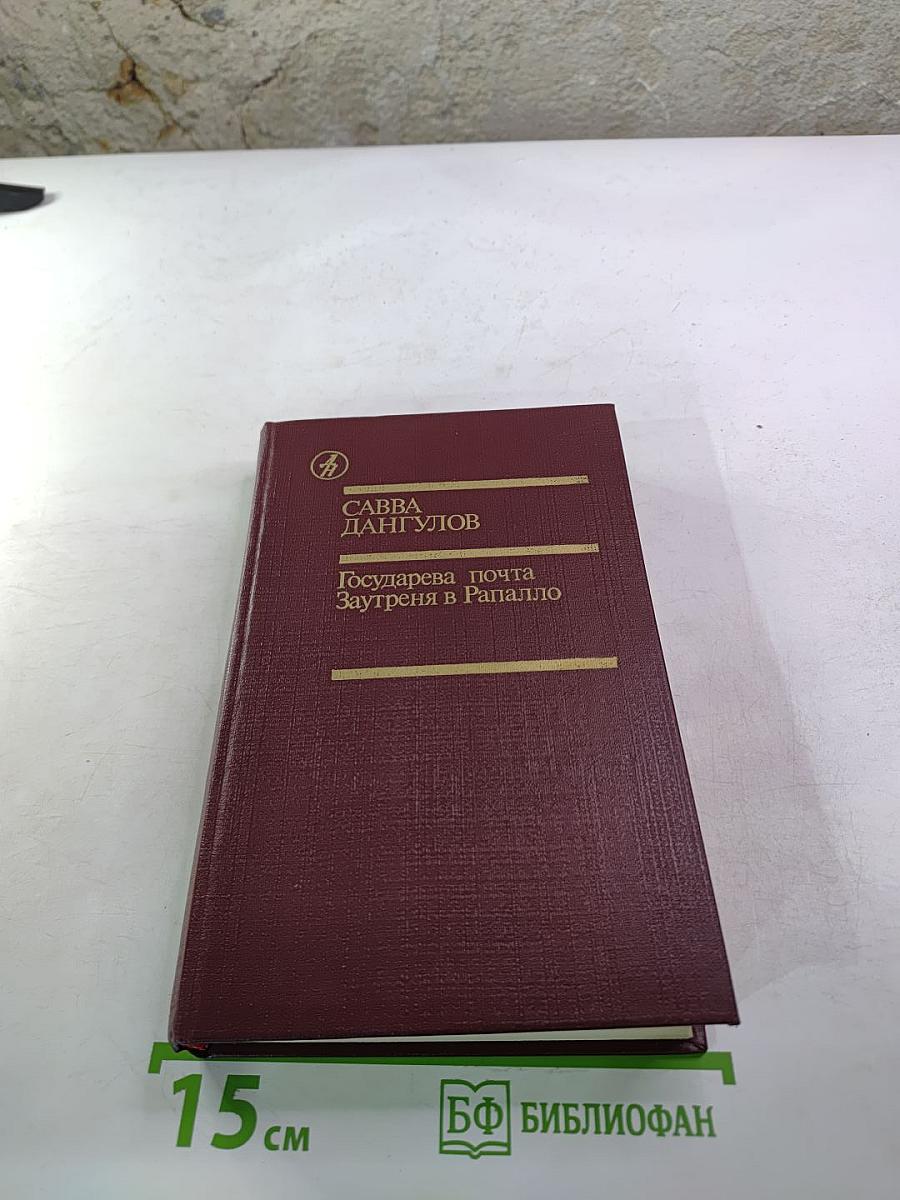 САВВА
ДАНГУЛОВ
Государева почта
Заутреня в Рапалло
15 см
БФ БИБЛИОФАН